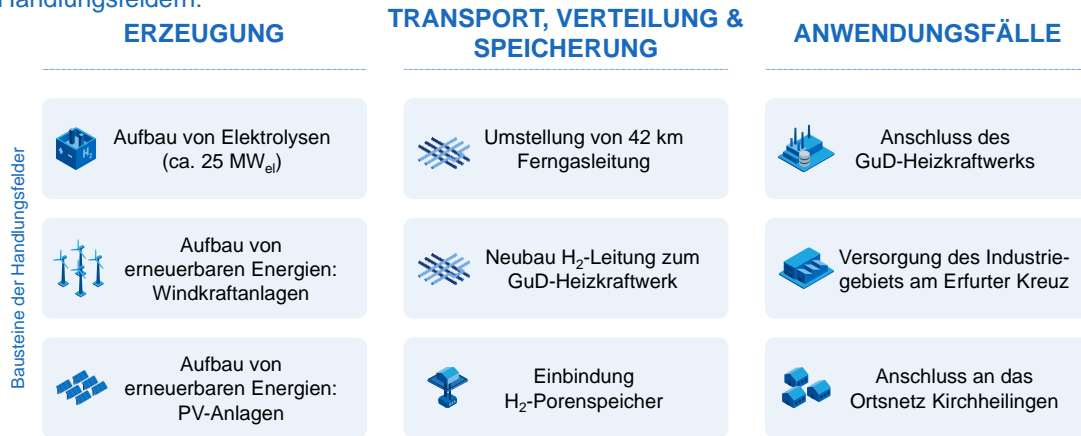 Handlungsfeldern.
ERZEUGUNG
TRANSPORT, VERTEILUNG &
SPEICHERUNG
ANWENDUNGSFÄLLE
Bausteine der Handlungsfelder
Aufbau von Elektrolysen
(ca. 25 MWel)
Umstellung von 42 km
Ferngasleitung
Anschluss des
GuD-Heizkraftwerks
Aufbau von
erneuerbaren Energien:
Windkraftanlagen
Neubau H2-Leitung zum
GuD-Heizkraftwerk
Versorgung des Industrie-
gebiets am Erfurter Kreuz
Aufbau von
erneuerbaren Energien:
PV-Anlagen
Einbindung
H2-Porenspeicher
Anschluss an das
Ortsnetz Kirchheilingen